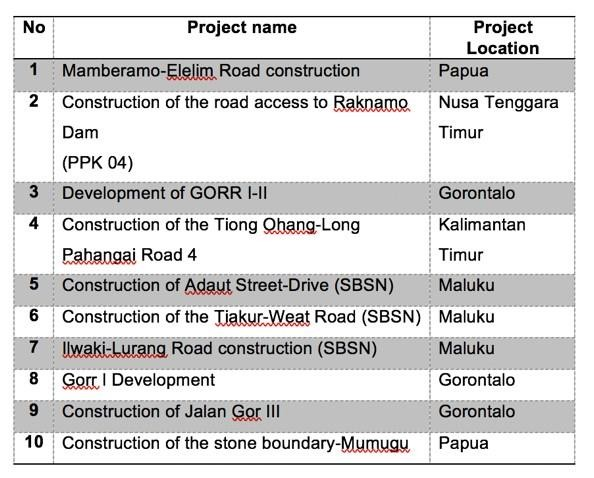 No Project name Project
Location
1 Mamberamo-Elelim Road construction Papua
2 Construction of the road access to Raknamo Nusa Tenggara
Dam Timur
(PPK 04)
3 Development of GORR I-II Gorontalo
4 Construction of the Tiong Ohang-Long Kalimantan
Pahangai Road 4 Timur
5 Construction of Adaut Street-Drive (SBSN) Maluku
6 Construction of the Tjakur-Weat Road (SBSN) Maluku
7 Ilwaki-Lurang Road construction (SBSN) Maluku
8 Gorr I Development Gorontalo
9 Construction of Jalan Gor III Gorontalo
10 Construction of the stone boundary-Mumugu Papua